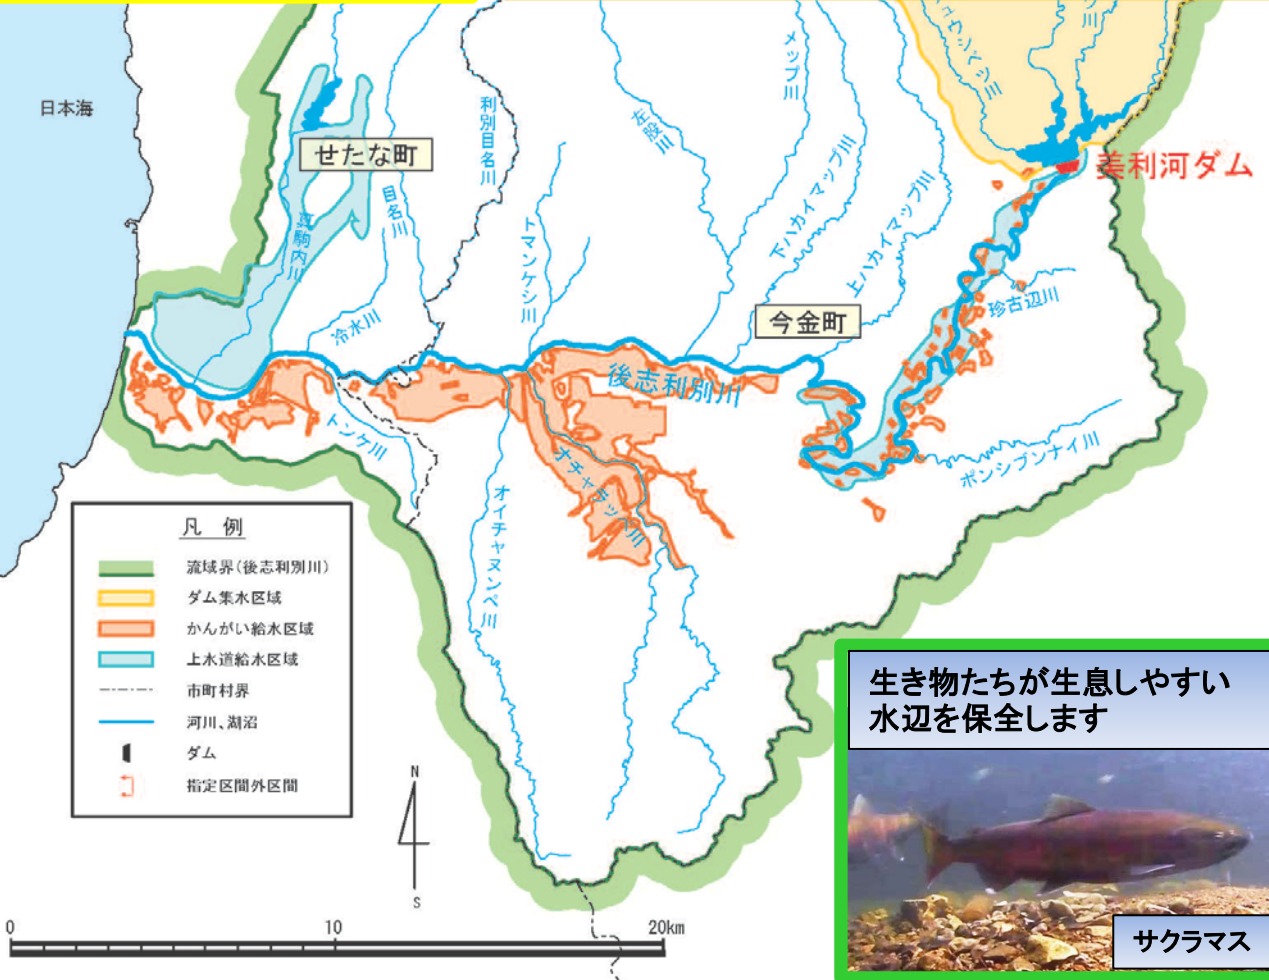 日本海
せたな町
利別目名川
目名川
真駒内川
冷水川
トマンケシ川
左股川
メップ川
下ハカイマップ川
上ハカイマップ川
美利河ダム
今金町
珍古辺川
後志利別川
トンケ川
オイチャヌンペ川
ポンシブンナイ川
凡 例
流域界(後志利別川)
ダム集水区域
かんがい給水区域
上水道給水区域
市町村界
河川、湖沼
ダム
指定区間外区間
N
S
0
10
20km
生き物たちが生息しやすい
水辺を保全します
サクラマス